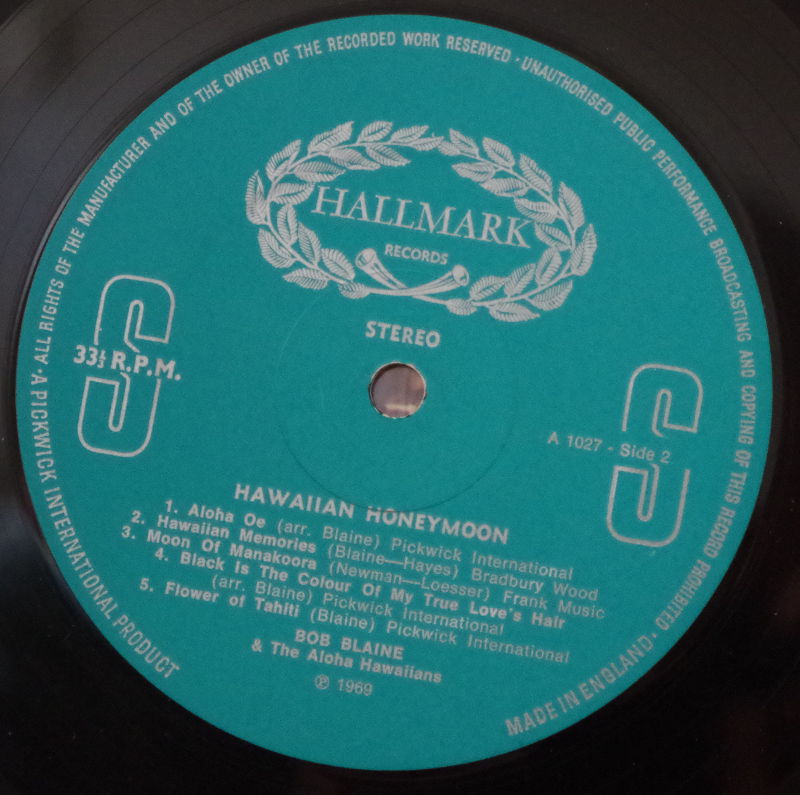 ALL RIGHTS OF THE MANUFACTURER AND OF THE OWNER OF THE RECORDED WORK RESERVED · UNAUTHORISED PUBLIC PERFORMANCE BROADCASTING AND COPYING OF THIS RECORD PROHIBITED · MADE IN ENGLAND ·
A PICKWICK INTERNATIONAL PRODUCT
HALLMARK
RECORDS
STEREO
S
33⅓ R.P.M.
S
A 1027 - Side 2
HAWAIIAN HONEYMOON
1. Aloha Oe (arr. Blaine) Pickwick International
2. Hawaiian Memories (Blaine—Hayes) Bradbury Wood
3. Moon Of Manakoora (Newman—Loesser) Frank Music
4. Black Is The Colour Of My True Love's Hair
(arr. Blaine) Pickwick International
5. Flower of Tahiti (Blaine) Pickwick International
BOB BLAINE
& The Aloha Hawaiians
℗ 1969